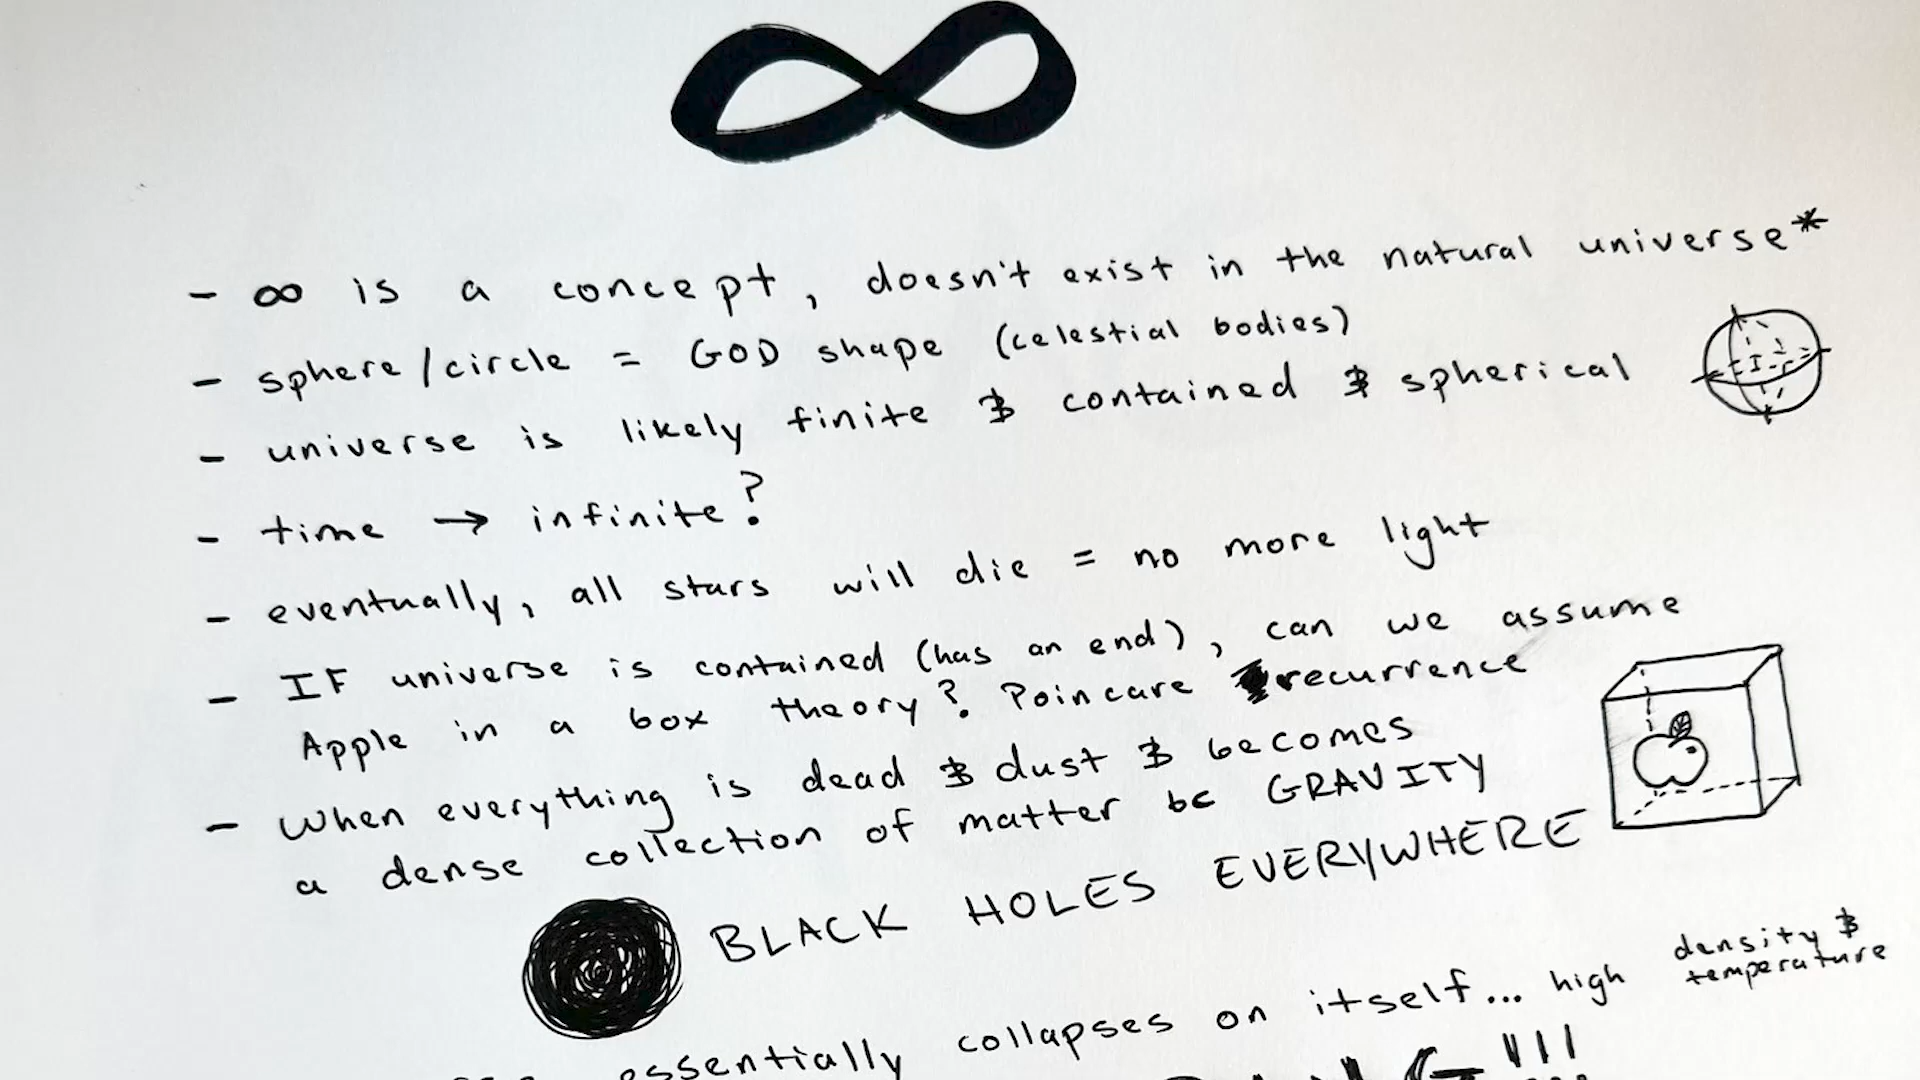 ∞
- ∞ is a concept, doesn't exist in the natural universe*
- sphere/circle = GOD shape (celestial bodies)
- universe is likely finite & contained & spherical
- time → infinite?
- eventually, all stars will die = no more light
- IF universe is contained (has an end), can we assume
Apple in a box theory? Poincare recurrence
- When everything is dead & dust & becomes
a dense collection of matter bc GRAVITY
BLACK HOLES EVERYWHERE
essentially collapses on itself... high density &
temperature